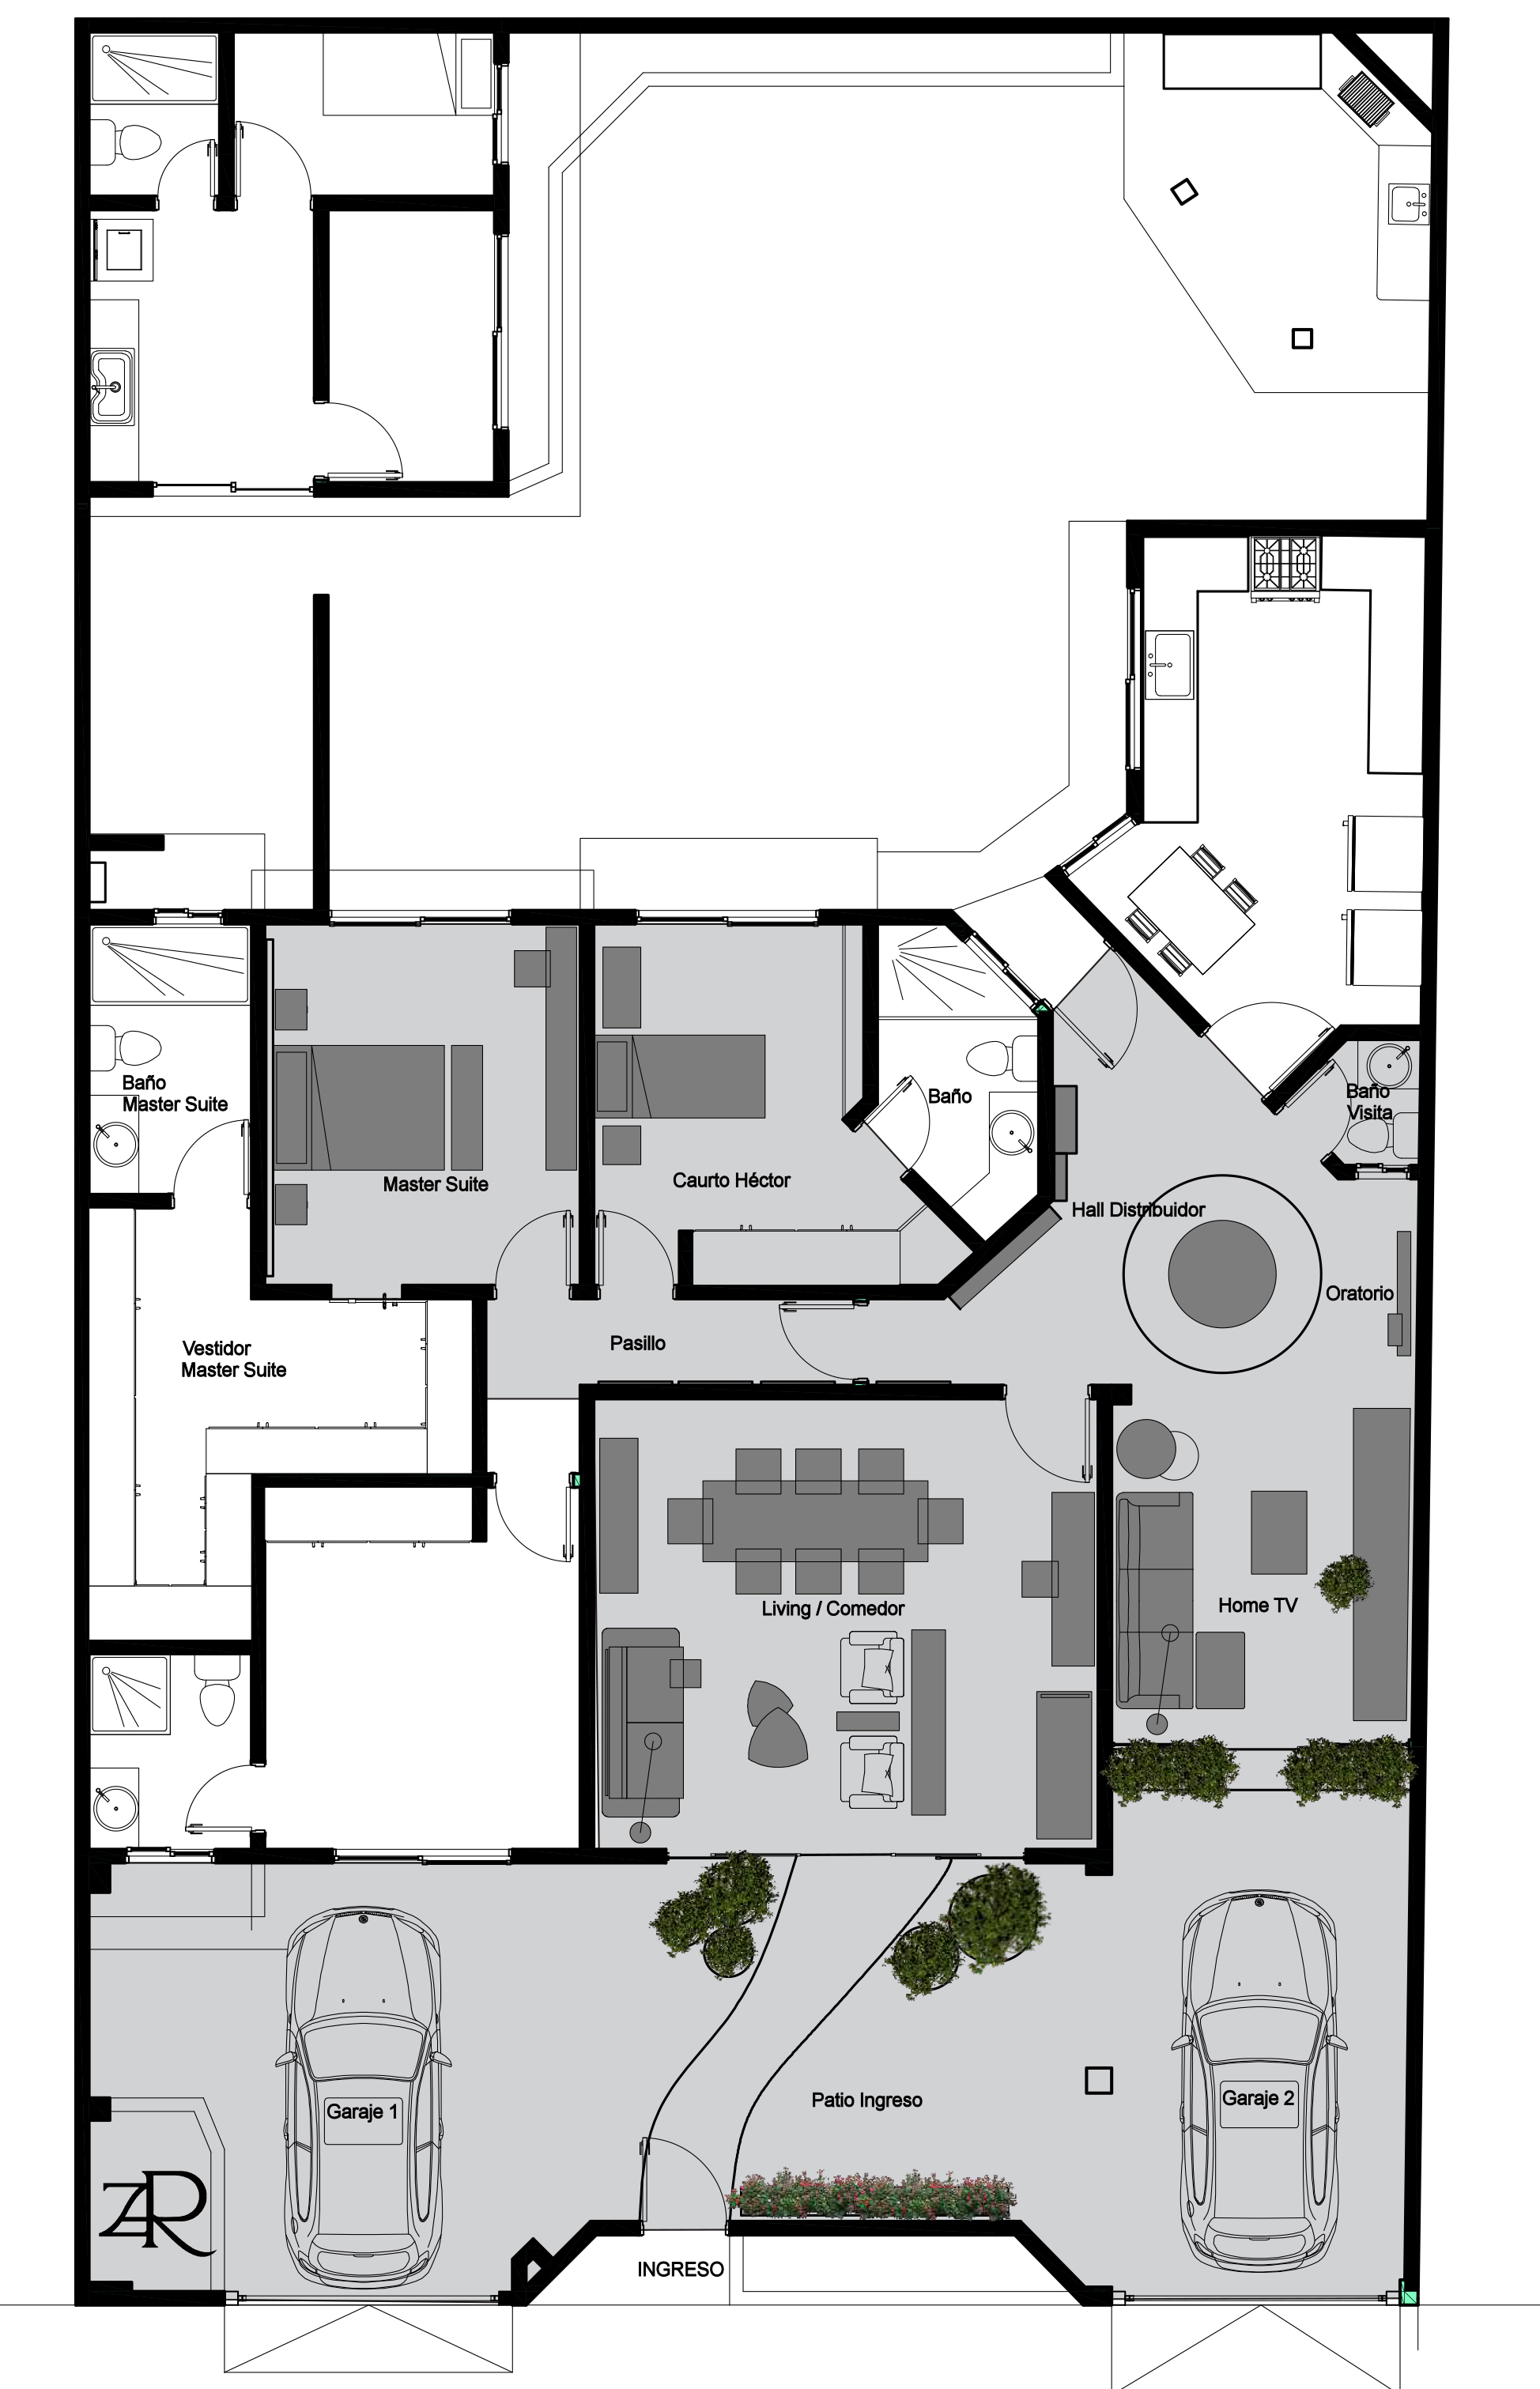 Baño
Master Suite
Master Suite
Caurto Héctor
Baño
Baño
Visita
Hall Distribuidor
Oratorio
Pasillo
Vestidor
Master Suite
Living / Comedor
Home TV
Patio Ingreso
Garaje 1
Garaje 2
ZR
INGRESO